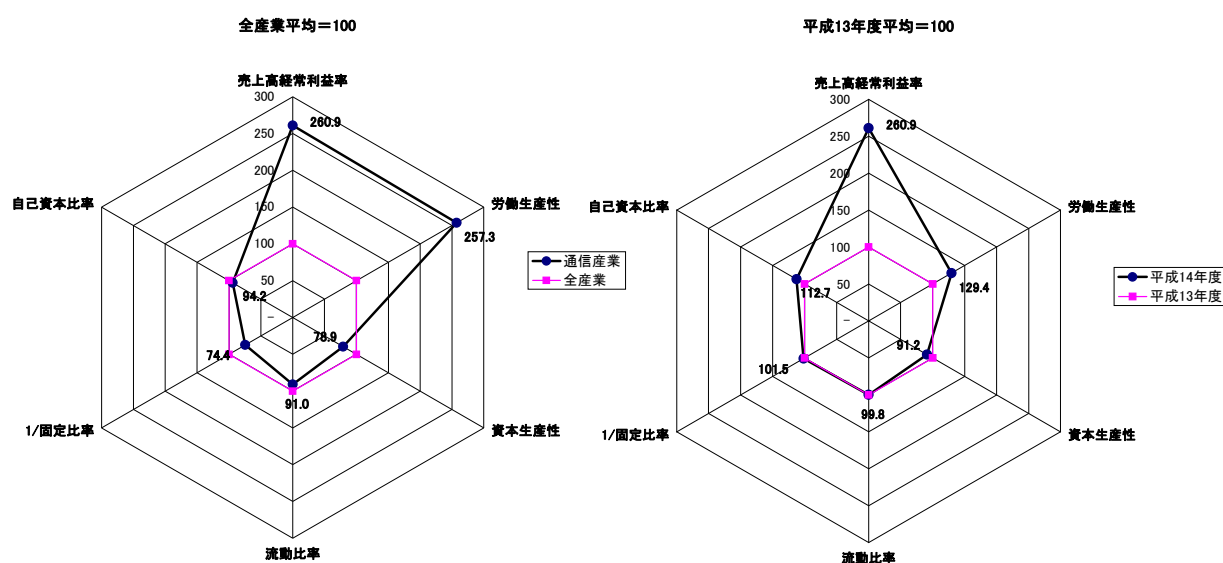 全産業平均＝100
売上高経常利益率
300
260.9
250
200
自己資本比率
労働生産性
150
257.3
100
通信産業
全産業
50
94.2
－
78.9
74.4
91.0
1/固定比率
資本生産性
流動比率
平成13年度平均＝100
売上高経常利益率
300
260.9
250
200
自己資本比率
労働生産性
150
100
129.4
平成14年度
平成13年度
112.7
50
－
91.2
101.5
99.8
1/固定比率
資本生産性
流動比率